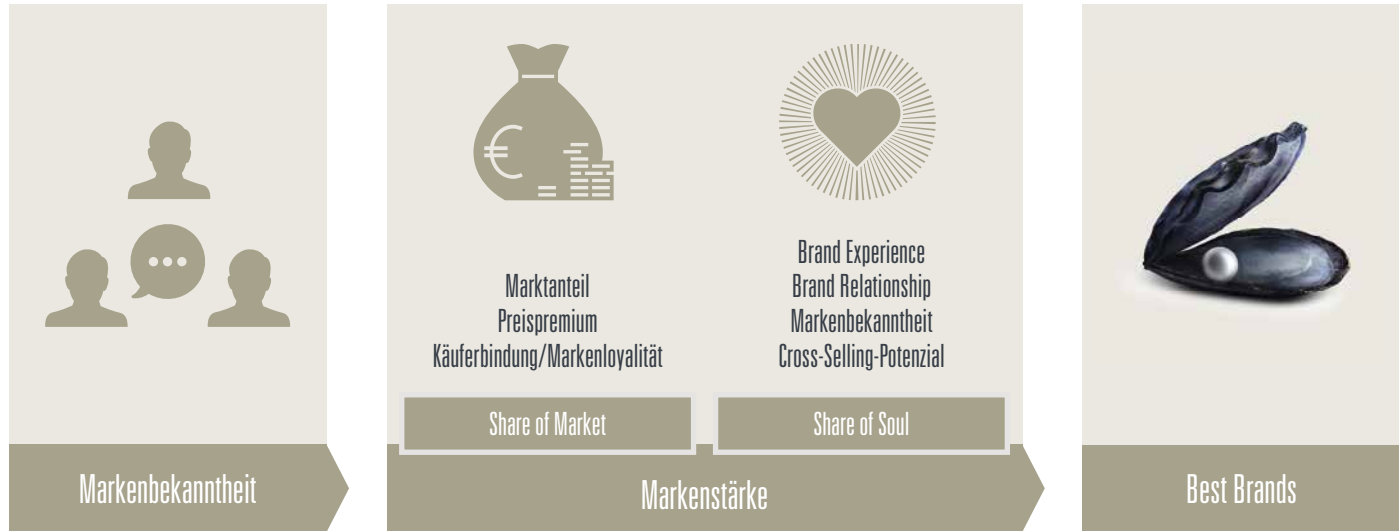 Marktanteil
Preispremium
Käuferbindung/Markenloyalität
Share of Market
Brand Experience
Brand Relationship
Markenbekanntheit
Cross-Selling-Potenzial
Share of Soul
Markenbekanntheit
Markenstärke
Best Brands